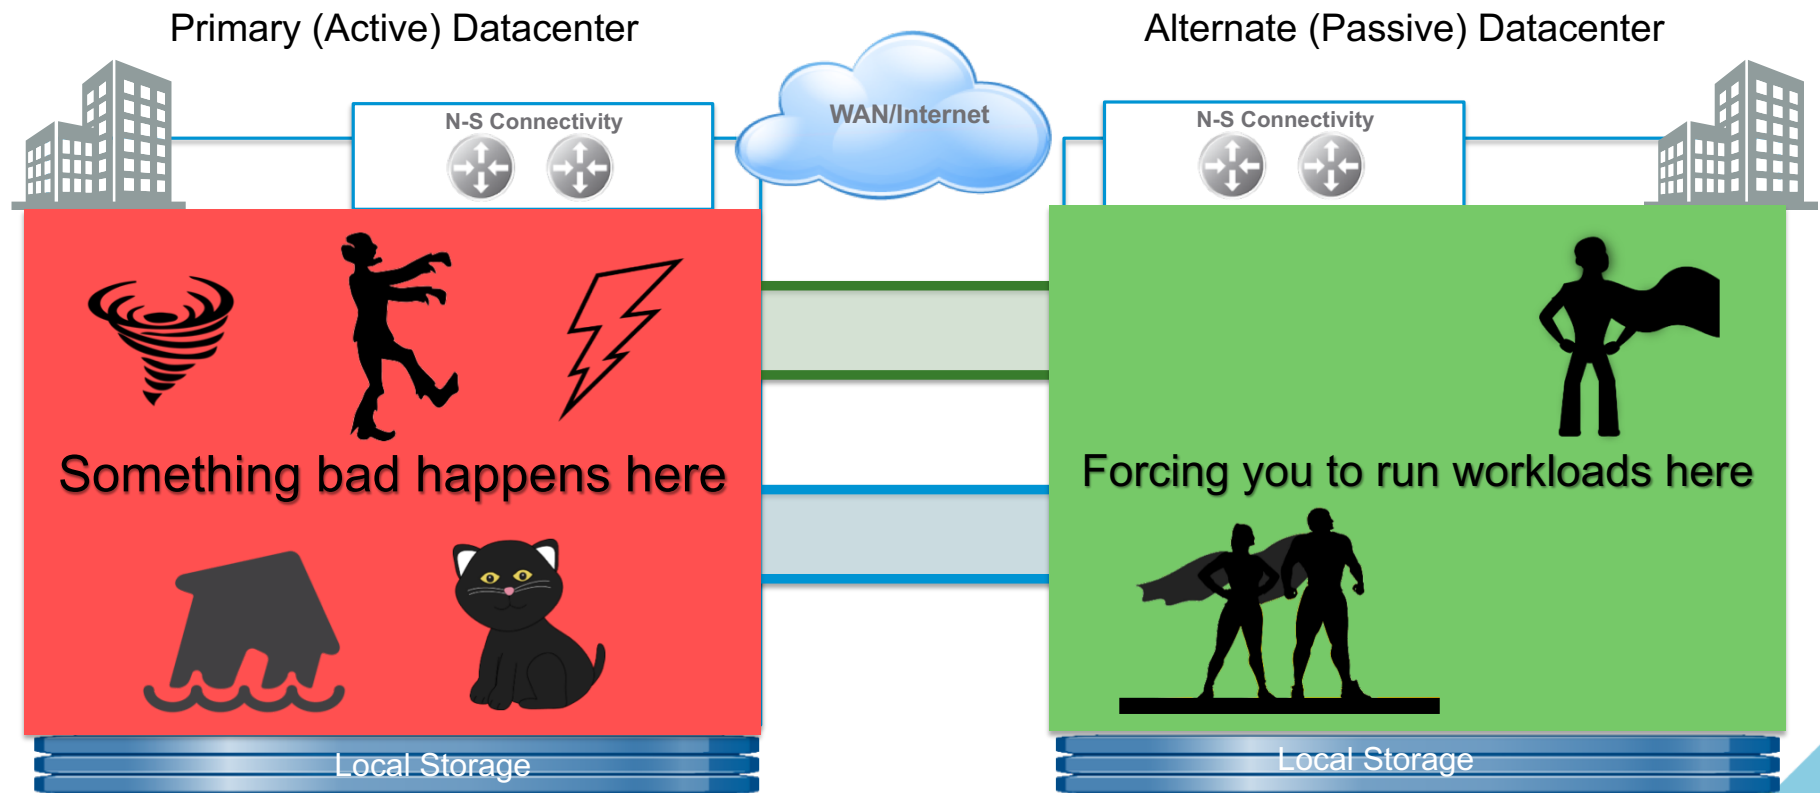 Primary (Active) Datacenter
Alternate (Passive) Datacenter
N-S Connectivity
WAN/Internet
N-S Connectivity
Something bad happens here
Forcing you to run workloads here
Local Storage
Local Storage